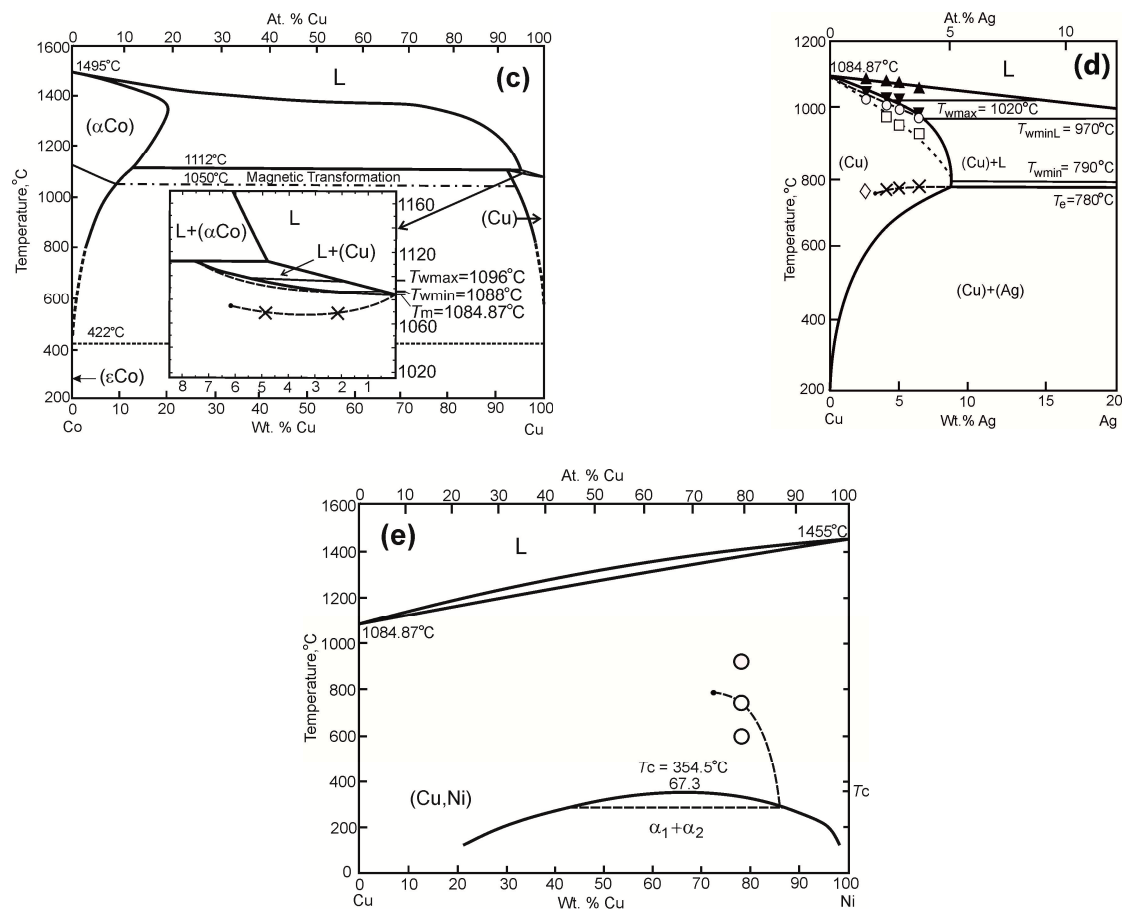 At. % Cu
0 10 20 30 40 50 60 70 80 90 100
1600
1495°C
L
(c)
1400
(αCo)
1200
1112°C
1050°C Magnetic Transformation
1000
1160
(Cu)
L
L+(αCo)
L+(Cu)
1120
800
Twmax=1096°C
Twmin=1088°C
Tm=1084.87°C
600
1060
422°C
400
(εCo)
1020
8 7 6 5 4 3 2 1
200
Temperature,°C
0 10 20 30 40 50 60 70 80 90 100
Co Wt. % Cu Cu
At.% Ag
0 5 10
1200
1084.87°C
L
(d)
1000
Twmax = 1020°C
TwminL = 970°C
(Cu)
(Cu)+L
Twmin= 790°C
800
Te=780°C
600
(Cu)+(Ag)
400
200
Temperature,°C
0 5 10 15 20
Cu Wt.% Ag Ag
At. % Cu
0 10 20 30 40 50 60 70 80 90 100
1600
(e)
1455°C
L
1400
1200
1084.87°C
1000
800
600
Tc = 354.5°C
67.3
400
Tc
(Cu,Ni)
α1+α2
200
0
Temperature,°C
0 10 20 30 40 50 60 70 80 90 100
Cu Wt. % Cu Ni